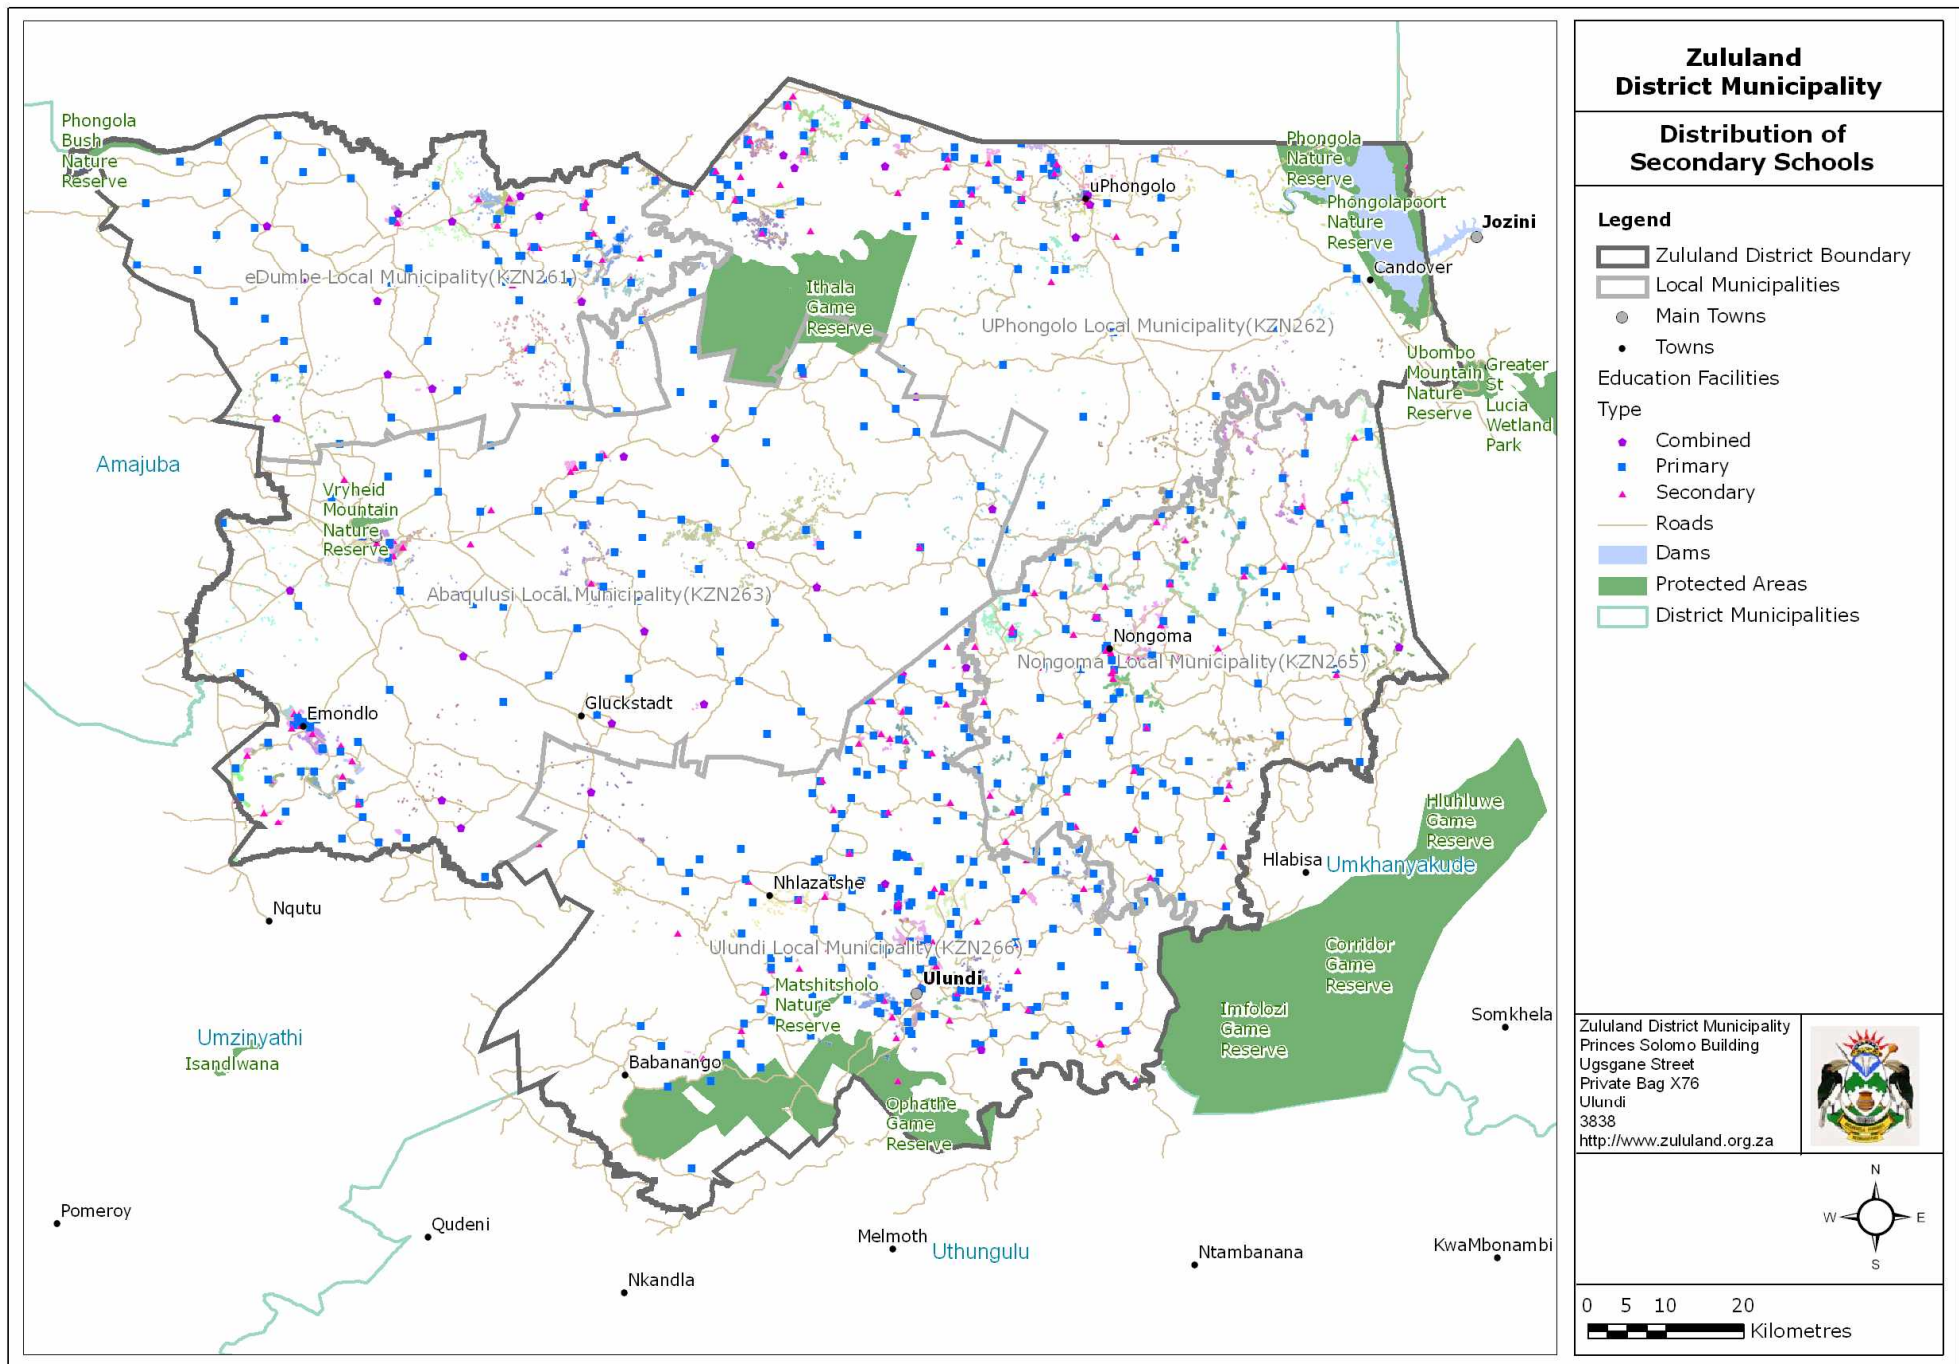 Zululand
District Municipality
Distribution of
Secondary Schools
Legend
Zululand District Boundary
Local Municipalities
Main Towns
Towns
Education Facilities
Type
Combined
Primary
Secondary
Roads
Dams
Protected Areas
District Municipalities
Zululand District Municipality
Princes Solomo Building
Ugsgane Street
Private Bag X76
Ulundi
3838
http://www.zululand.org.za
N
W
E
S
0 5 10 20
Kilometres
Phongola
Bush
Nature
Reserve
Phongola
Nature
Reserve
uPhongolo
Phongolapoort
Nature
Reserve
Jozini
Candover
eDumbe Local Municipality(KZN261)
Ithala
Game
Reserve
UPhongolo Local Municipality(KZN262)
Ubombo
Mountain
Nature
Reserve
Greater
St
Lucia
Wetland
Park
Amajuba
Vryheid
Mountain
Nature
Reserve
Abaqulusi Local Municipality(KZN263)
Nongoma
Nongoma Local Municipality(KZN265)
Emondlo
Gluckstadt
Hluhluwe
Game
Reserve
Hlabisa
Umkhanyakude
Nhlazatshe
Nqutu
Ulundi Local Municipality(KZN266)
Corridor
Game
Reserve
Ulundi
Matshitsholo
Nature
Reserve
Imfolozi
Game
Reserve
Somkhela
Umzinyathi
Isandlwana
Babanango
Ophathe
Game
Reserve
Pomeroy
Qudeni
Melmoth
Uthungulu
Ntambanana
KwaMbonambi
Nkandla